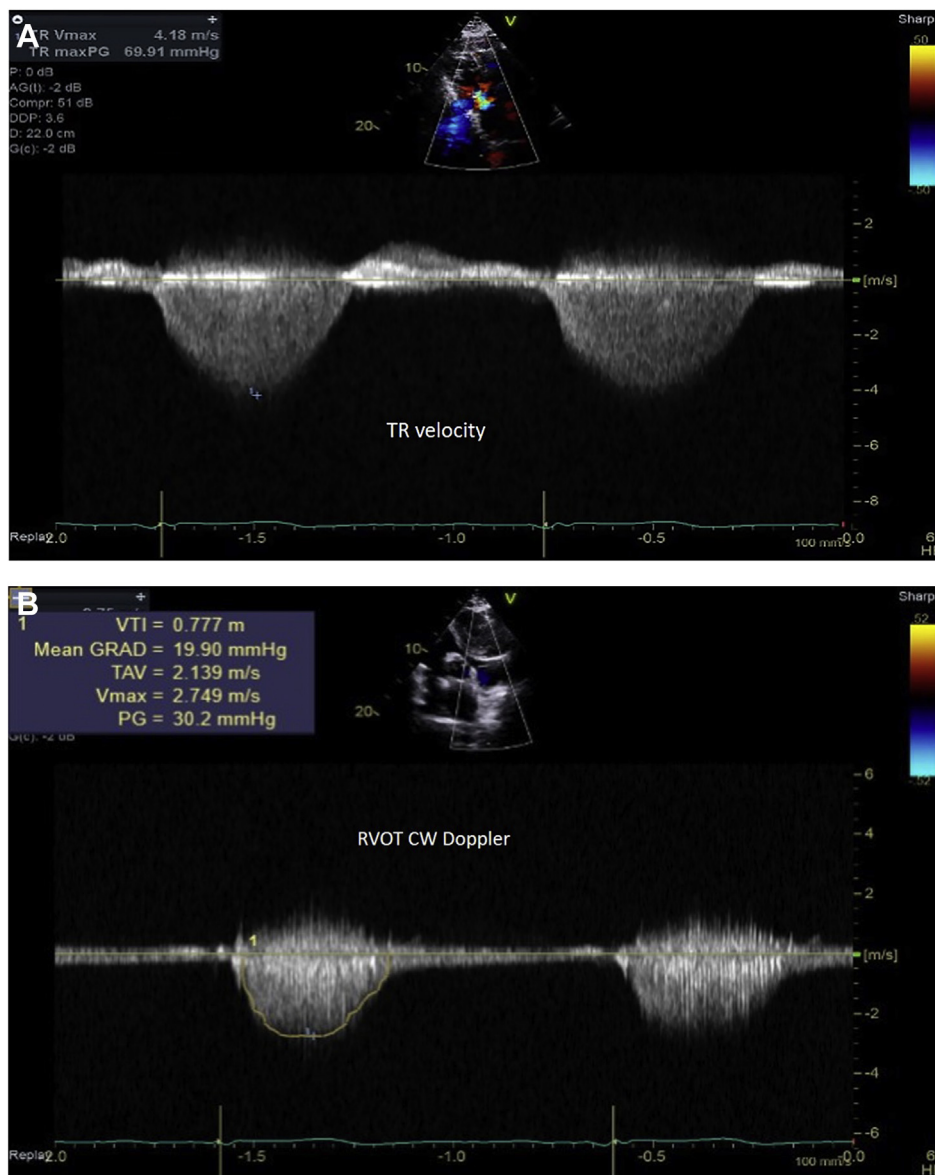 A
TR Vmax 4.18 m/s
TR maxPG 69.91 mmHg
P: 0 dB
AG(t): -2 dB
Compr: 51 dB
DDP: 3.6
D: 22.0 cm
G(c): -2 dB
V
10
20
Sharp
50
2
[m/s]
-2
-4
-6
-8
TR velocity
Replay
-2.0
-1.5
-1.0
-0.5
100 mm/s
-0.0
6
HR
B
1
VTI = 0.777 m
Mean GRAD = 19.90 mmHg
TAV = 2.139 m/s
Vmax = 2.749 m/s
PG = 30.2 mmHg
G(c): -2 dB
V
10
20
Sharp
.52
-.52
6
4
2
[m/s]
-2
-4
-6
RVOT CW Doppler
1
Replay
-2.0
-1.5
-1.0
-0.5
100 mm/s
0.0
6